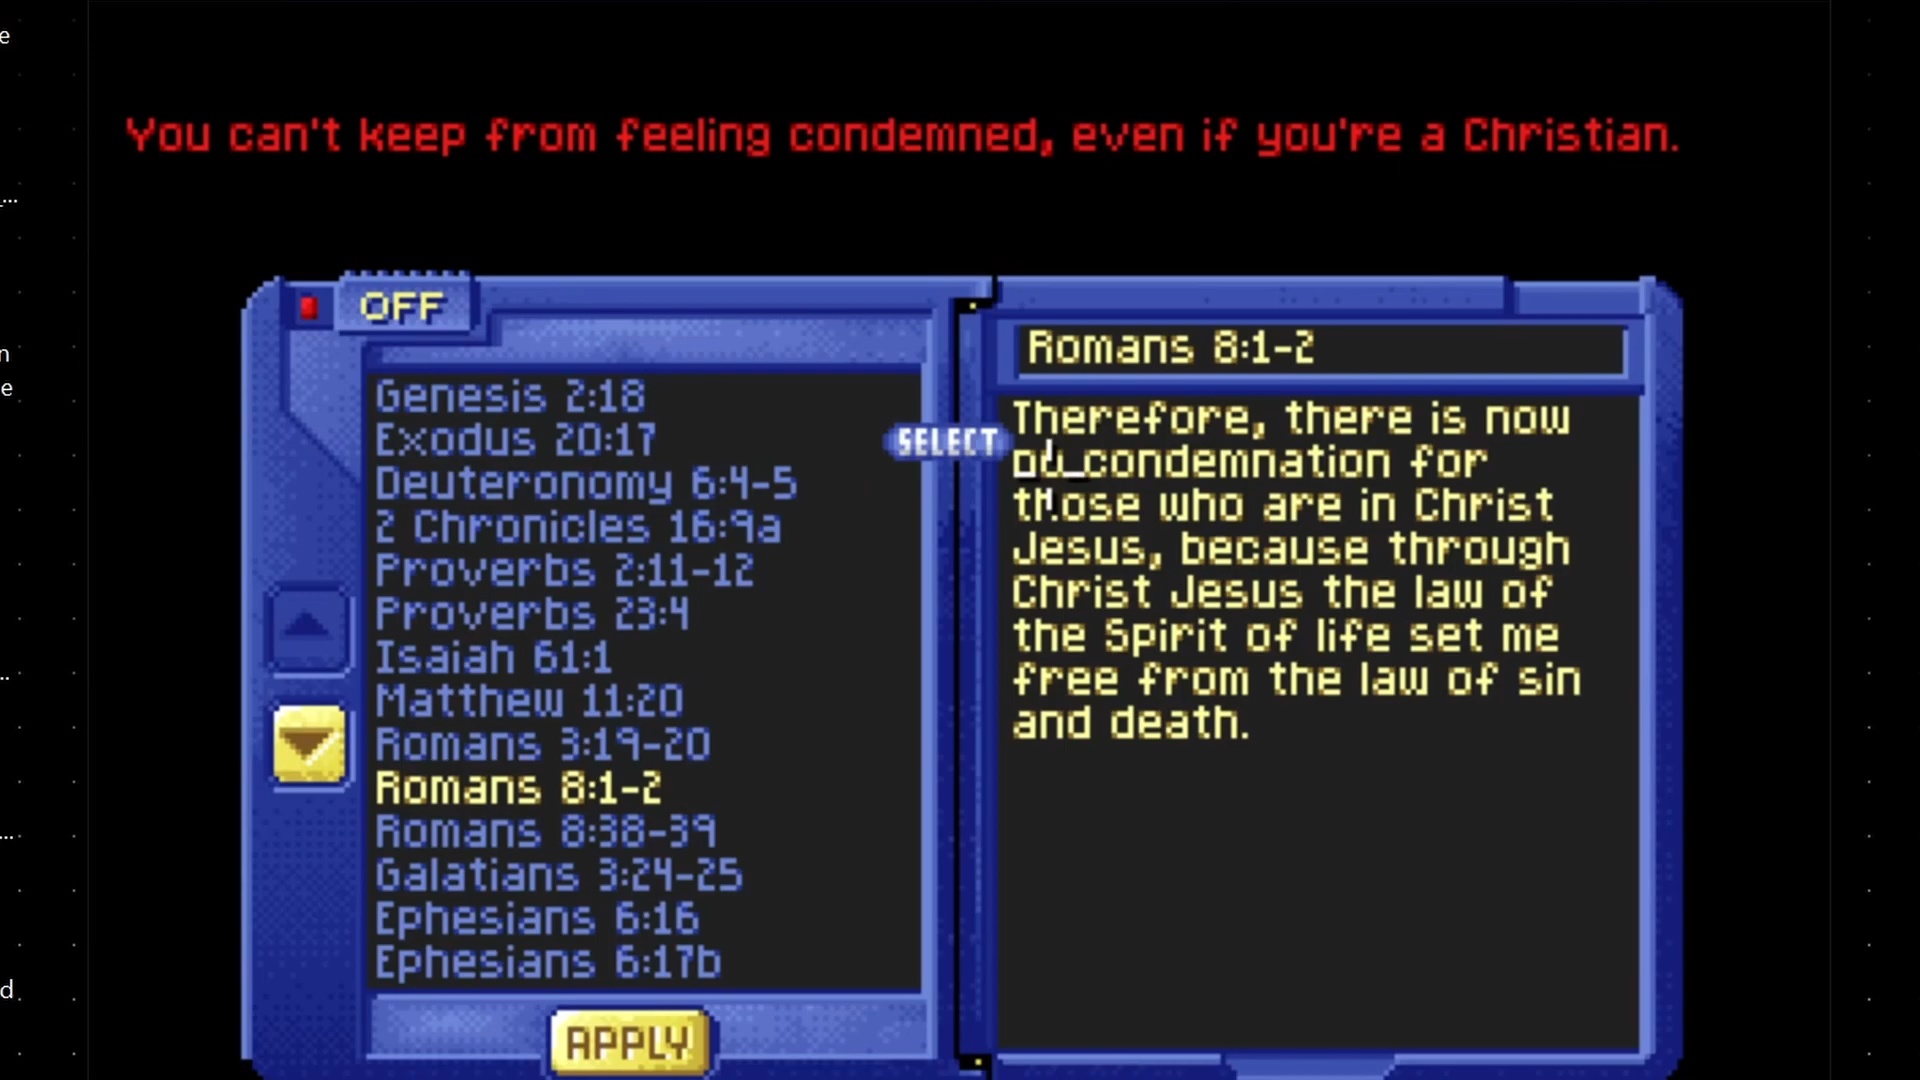 You can't keep from feeling condemned, even if you're a Christian.
OFF
Genesis 2:18
Exodus 20:17
Deuteronomy 6:4-5
2 Chronicles 16:9a
Proverbs 2:11-12
Proverbs 23:4
Isaiah 61:1
Matthew 11:20
Romans 3:19-20
Romans 8:1-2
Romans 8:38-39
Galatians 3:24-25
Ephesians 6:16
Ephesians 6:17b
APPLY
SELECT
Romans 8:1-2
Therefore, there is now
no condemnation for
those who are in Christ
Jesus, because through
Christ Jesus the law of
the Spirit of life set me
free from the law of sin
and death.